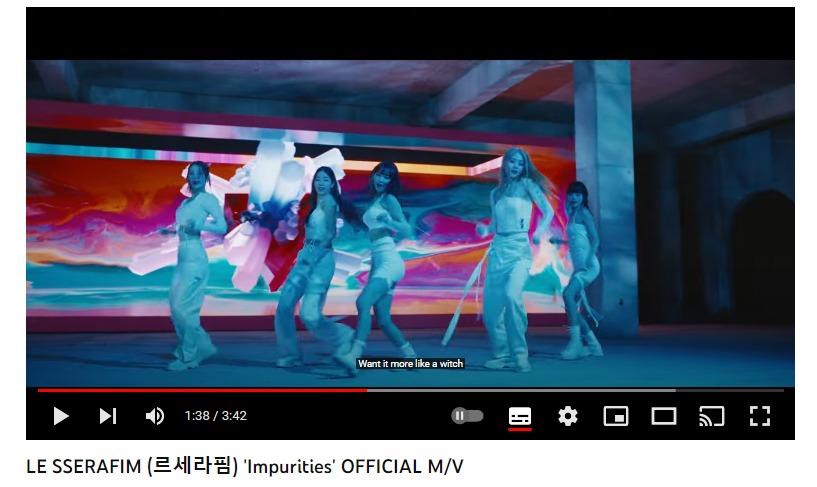 Want it more like a witch
1:38 / 3:42
LE SSERAFIM (르세라핌) 'Impurities' OFFICIAL M/V